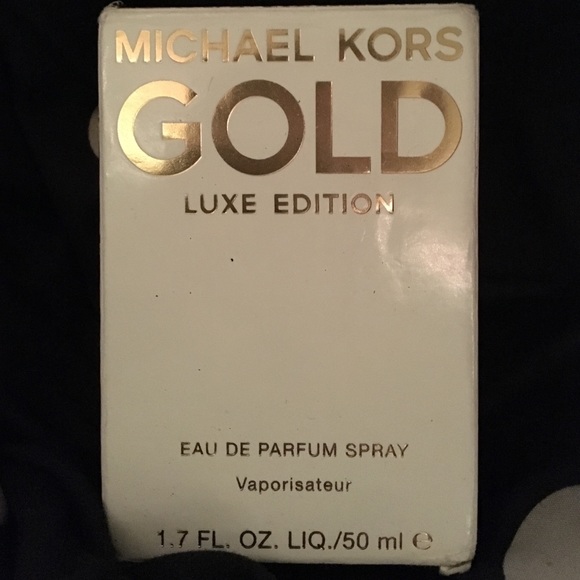 MICHAEL KORS
GOLD
LUXE EDITION
EAU DE PARFUM SPRAY
Vaporisateur
1.7 FL. OZ. LIQ./50 ml ℮